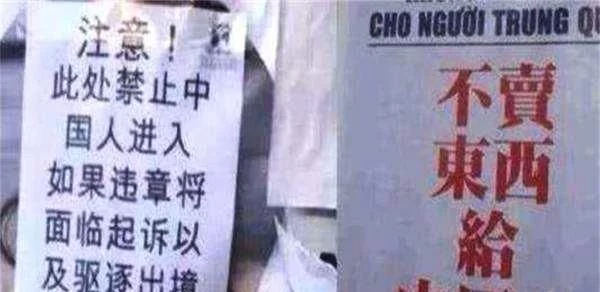 注意！
此处禁止中
国人进入
如果违章将
面临起诉以
及驱逐出境
CHO NGƯỜI TRUNG QU
不賣
東西
給